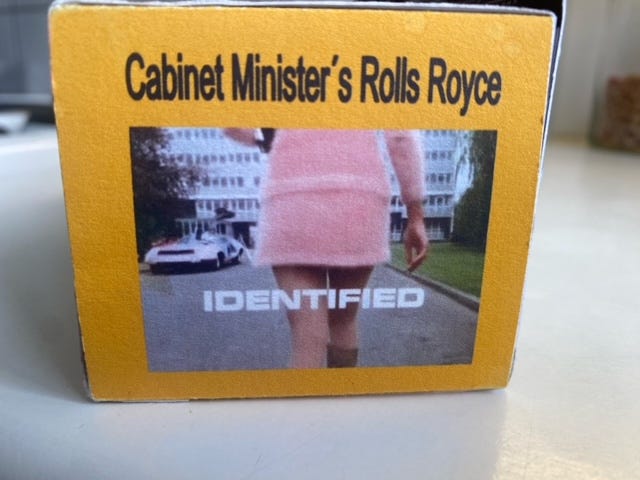 Cabinet Minister´s Rolls Royce
IDENTIFIED